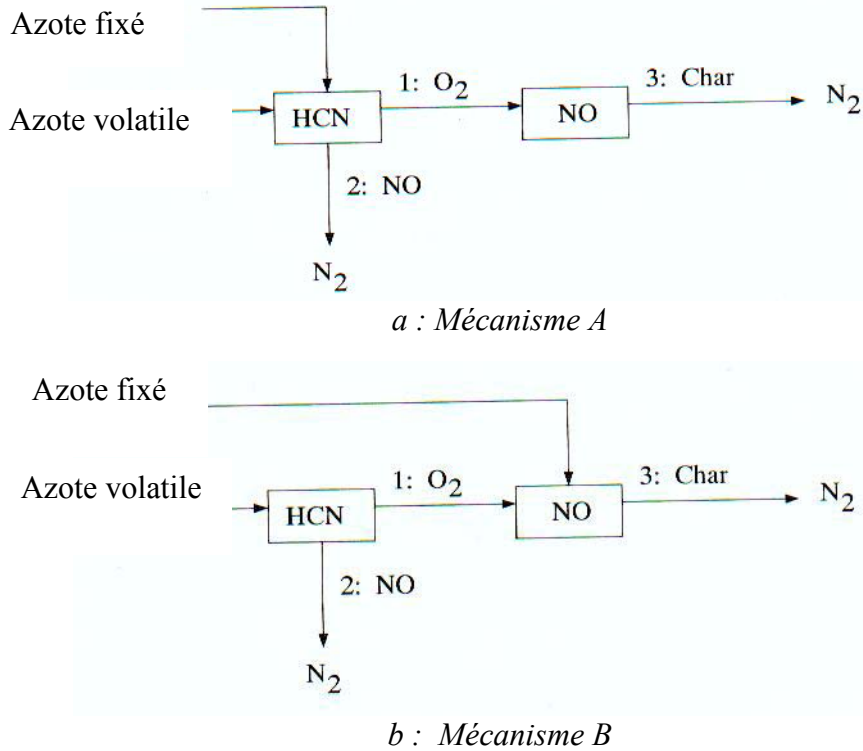 Azote fixé
1: O2
3: Char
N2
Azote volatile
HCN
NO
2: NO
N2
a : Mécanisme A
Azote fixé
1: O2
3: Char
N2
Azote volatile
HCN
NO
2: NO
N2
b : Mécanisme B